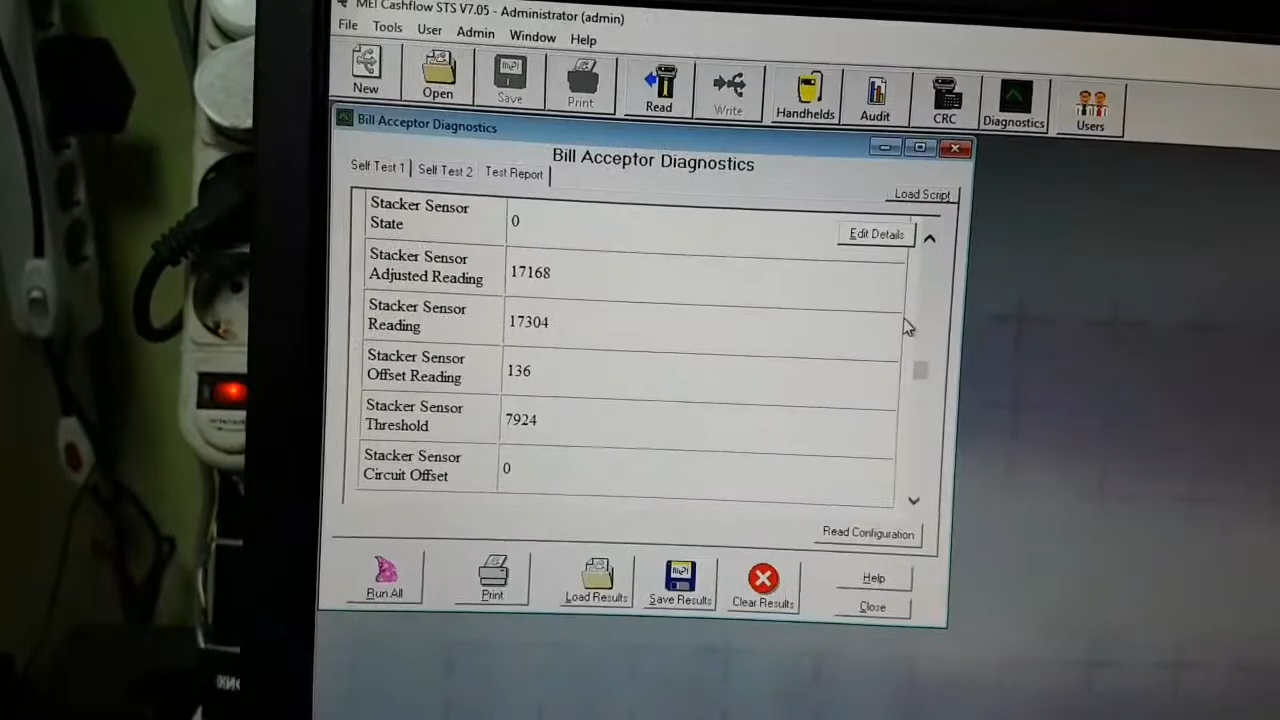 MEI Cashflow STS V7.05 - Administrator (admin)
File Tools User Admin Window Help
New Open Save Print Read Write Handhelds Audit CRC Diagnostics Users
Bill Acceptor Diagnostics
Bill Acceptor Diagnostics
Self Test 1 Self Test 2 Test Report
Load Script
Edit Details
Stacker Sensor
State
0
Stacker Sensor
Adjusted Reading
17168
Stacker Sensor
Reading
17304
Stacker Sensor
Offset Reading
136
Stacker Sensor
Threshold
7924
Stacker Sensor
Circuit Offset
0
Read Configuration
Run All Print Load Results Save Results Clear Results
Help
Close